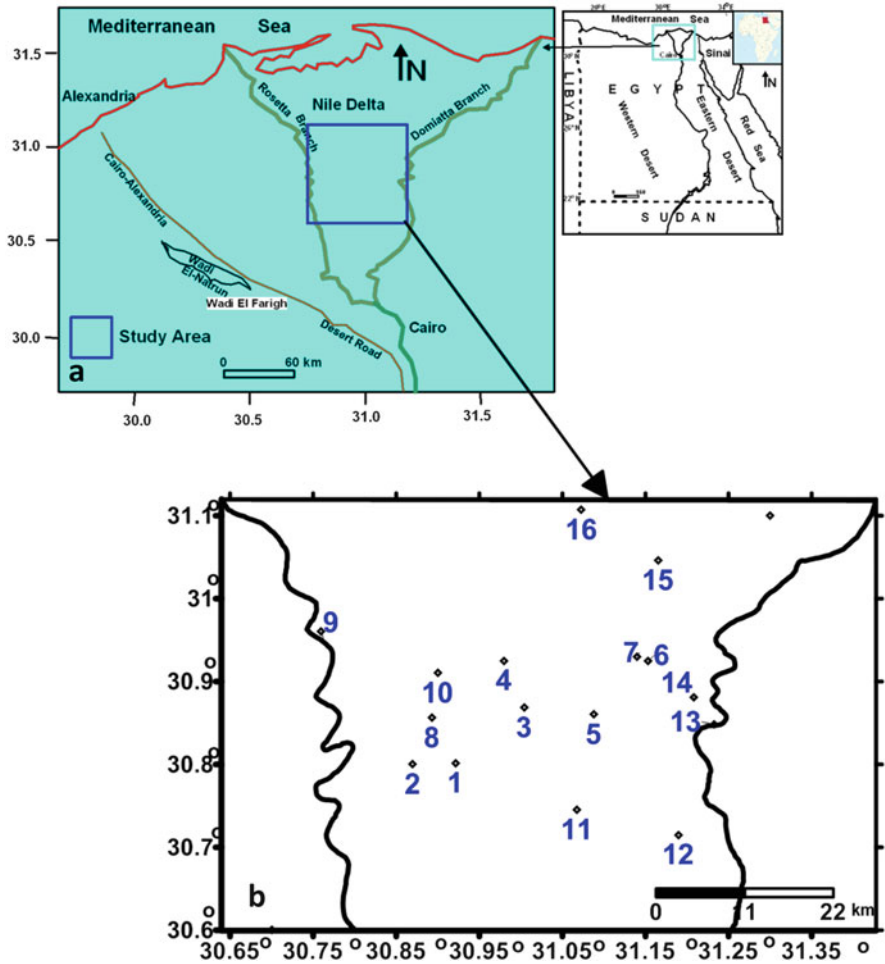 Mediterranean Sea
31.5
31.0
30.5
30.0
N
Alexandria
Rosetta Branch
Nile Delta
Domiatta Branch
Cairo-Alexandria
Desert Road
Wadi El-Natrun
Wadi El Farigh
Cairo
Study Area
0 60 km
a
30.0 30.5 31.0 31.5
Mediterranean Sea
Cairo
Sinai
N
LIBYA
EGYPT
Western Desert
Eastern Desert
Red Sea
26°N
22°N
SUDAN
31.1
31
30.9
30.8
30.7
30.6
16
15
9
7 6
4
10
14
3
5
13
8
2
1
11
12
b
0 11 22 km
30.65 30.75 30.85 30.95 31.05 31.15 31.25 31.35